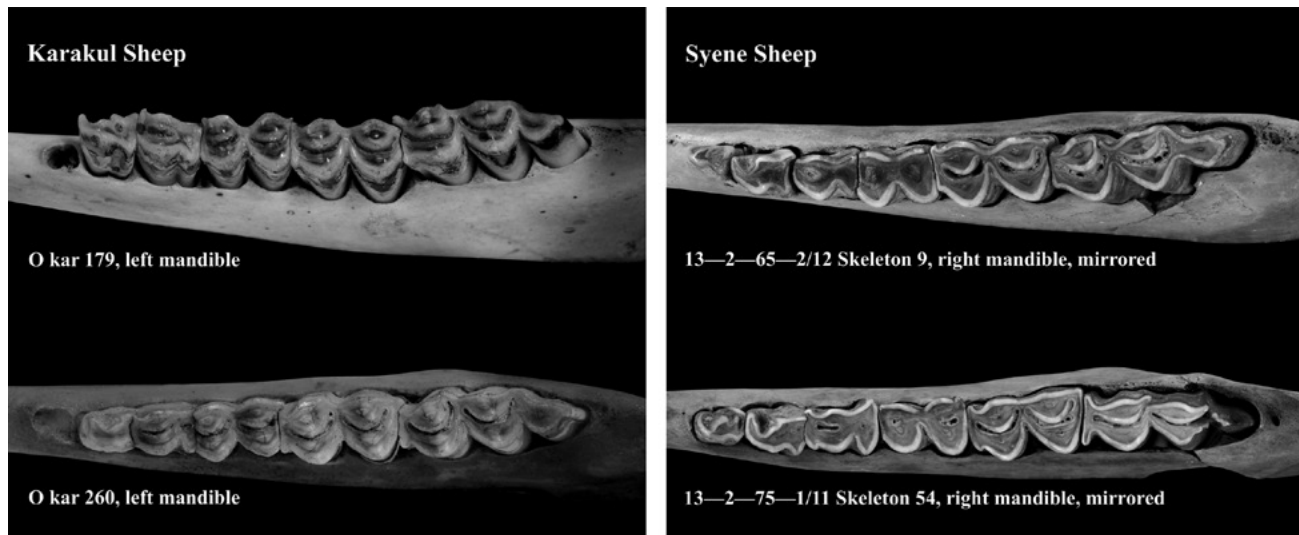 Karakul Sheep
O kar 179, left mandible
O kar 260, left mandible
Syene Sheep
13—2—65—2/12 Skeleton 9, right mandible, mirrored
13—2—75—1/11 Skeleton 54, right mandible, mirrored